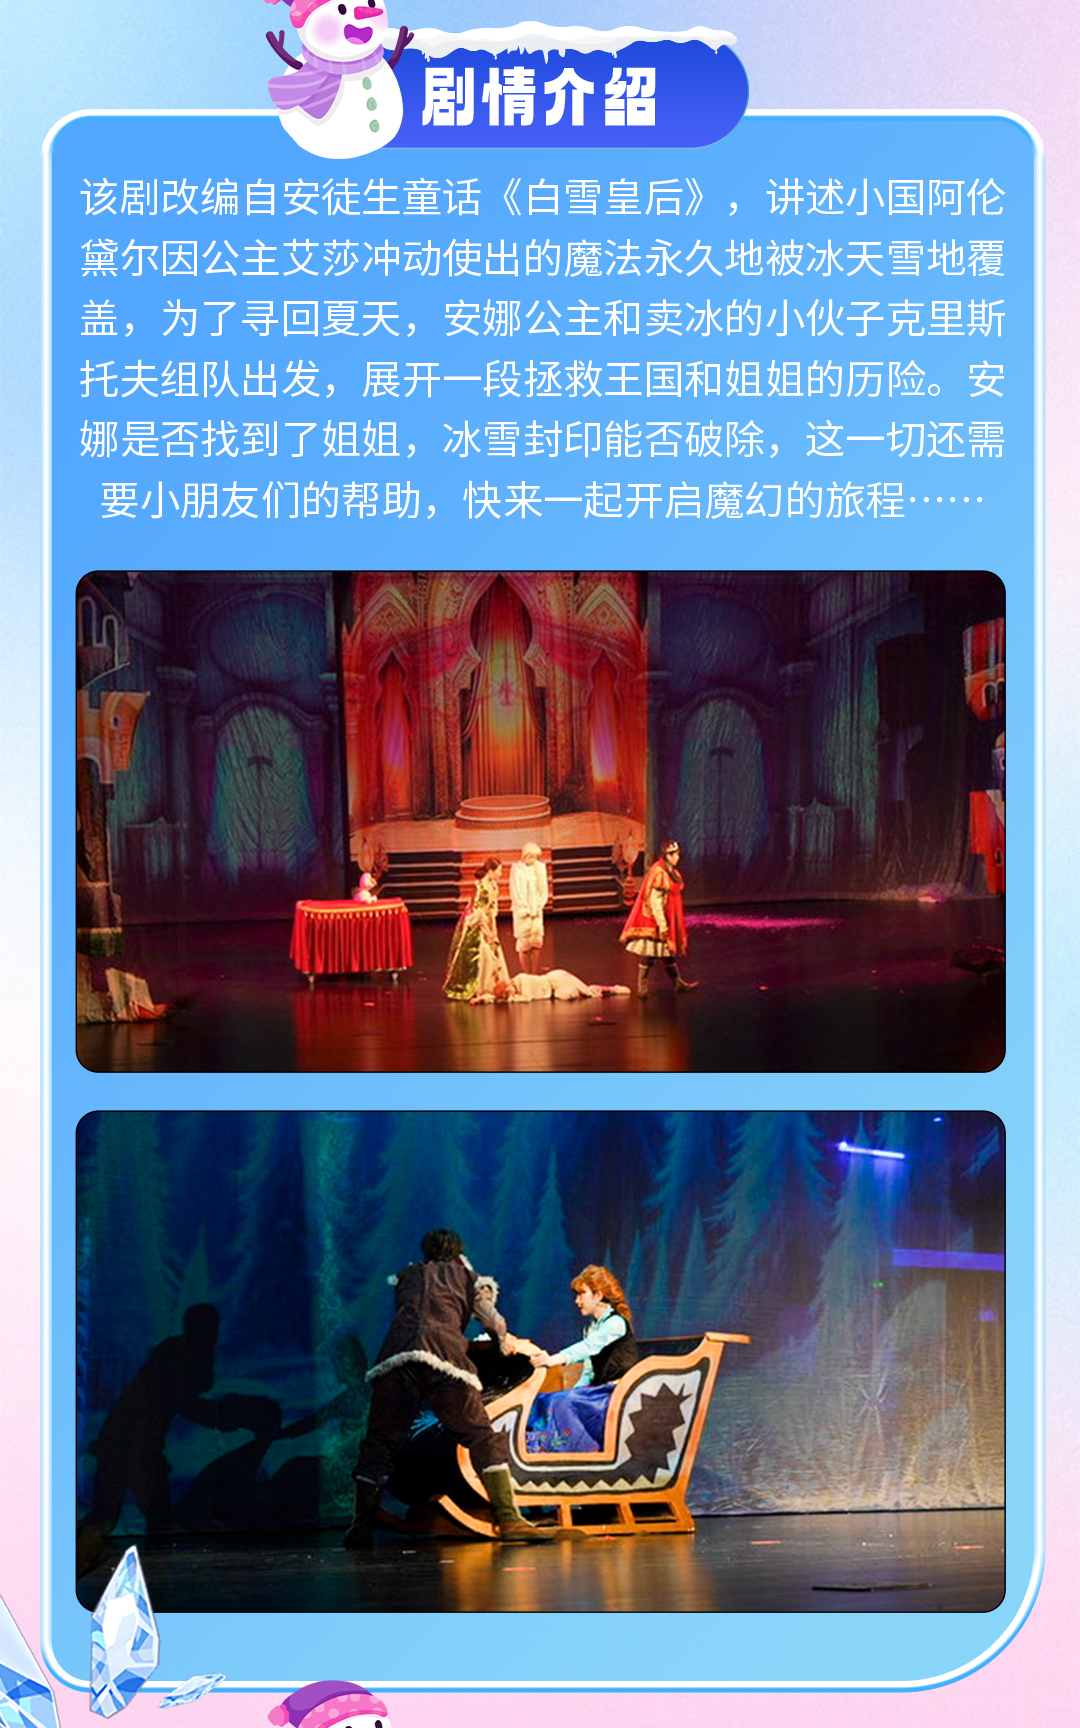 剧情介绍
该剧改编自安徒生童话《白雪皇后》，讲述小国阿伦
黛尔因公主艾莎冲动使出的魔法永久地被冰天雪地覆
盖，为了寻回夏天，安娜公主和卖冰的小伙子克里斯
托夫组队出发，展开一段拯救王国和姐姐的历险。安
娜是否找到了姐姐，冰雪封印能否破除，这一切还需
要小朋友们的帮助，快来一起开启魔幻的旅程……